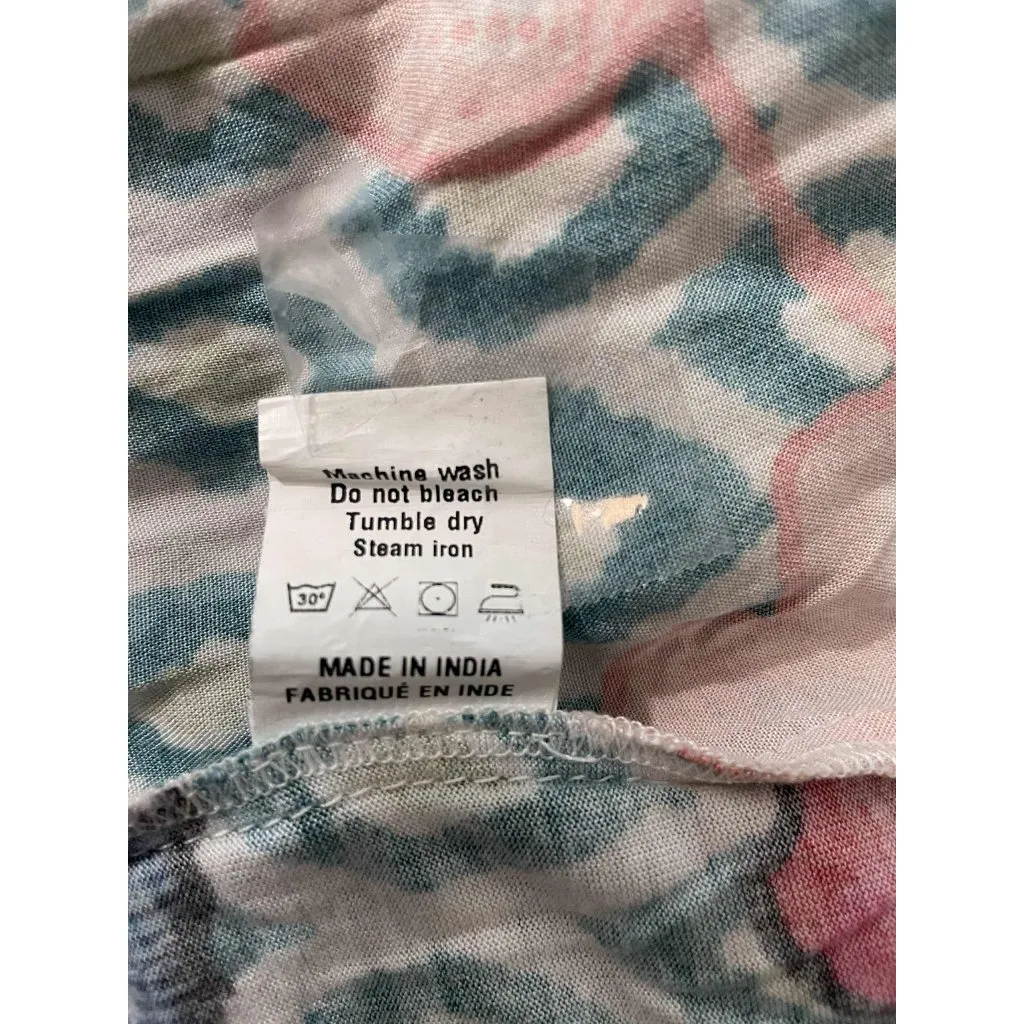 Machine wash
Do not bleach
Tumble dry
Steam iron
30°
MADE IN INDIA
FABRIQUÉ EN INDE